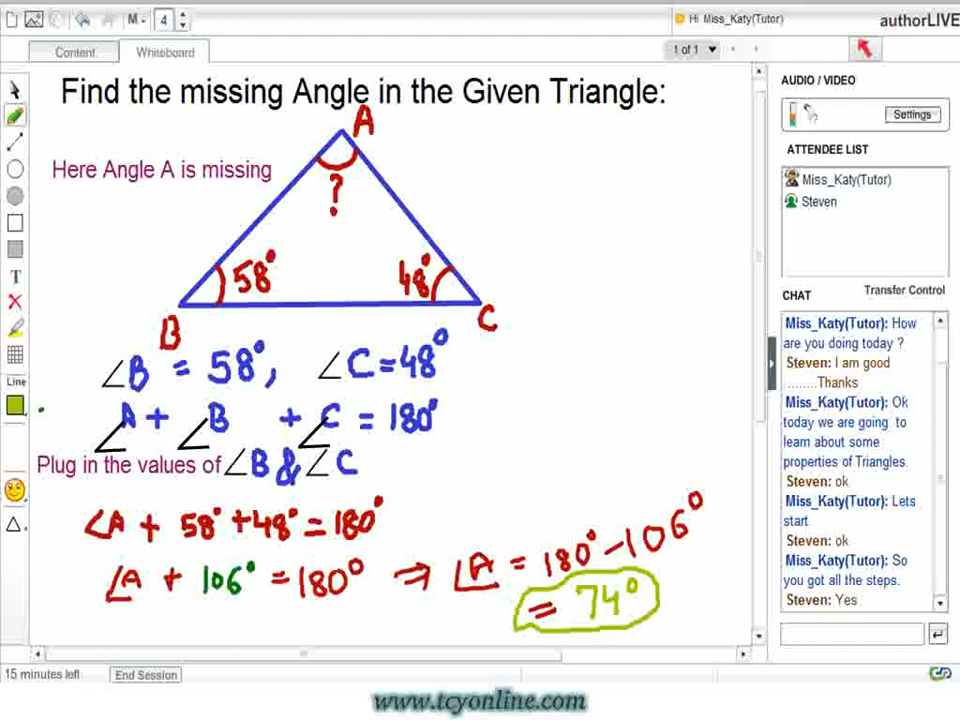 M 4
Hi Miss_Katy(Tutor)
authorLIVE
Content Whiteboard
1 of 1
Find the missing Angle in the Given Triangle:
A
Here Angle A is missing
?
58°
48°
B
C
∠B = 58°, ∠C = 48°
∠A + ∠B + ∠C = 180°
Plug in the values of ∠B & ∠C
∠A + 58° + 48° = 180°
∠A + 106° = 180° ⇒ ∠A = 180° - 106°
= 74°
T
Line
AUDIO / VIDEO
Settings
ATTENDEE LIST
Miss_Katy(Tutor)
Steven
CHAT
Transfer Control
Miss_Katy(Tutor): How
are you doing today ?
Steven: I am good
........Thanks
Miss_Katy(Tutor): Ok
today we are going to
learn about some
properties of Triangles.
Steven: ok
Miss_Katy(Tutor): Lets
start
Steven: ok
Miss_Katy(Tutor): So
you got all the steps.
Steven: Yes
15 minutes left
End Session
www.tcyonline.com